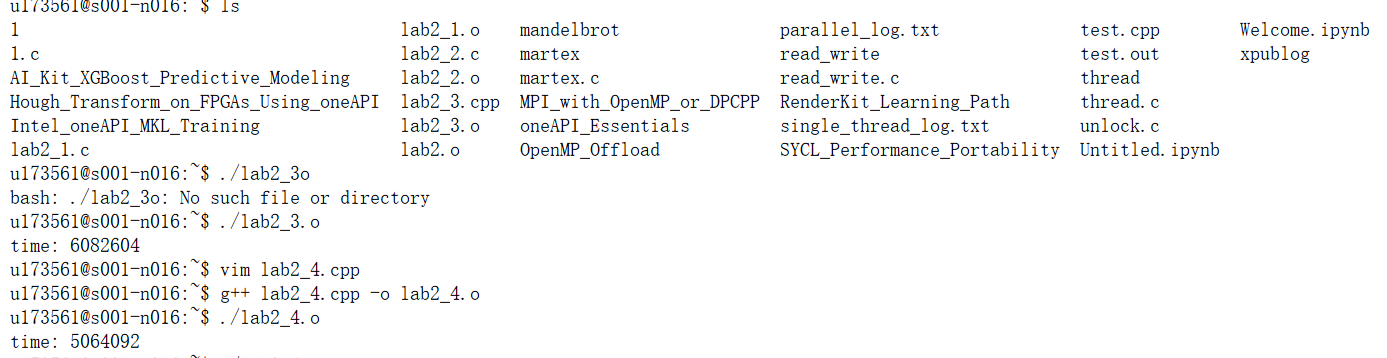 u173561@s001-n016:~$ ls
1 lab2_1.o mandelbrot parallel_log.txt test.cpp Welcome.ipynb
1.c lab2_2.c martex read_write test.out xpublog
AI_Kit_XGBoost_Predictive_Modeling lab2_2.o martex.c read_write.c thread
Hough_Transform_on_FPGAs_Using_oneAPI lab2_3.cpp MPI_with_OpenMP_or_DPCPP RenderKit_Learning_Path thread.c
Intel_oneAPI_MKL_Training lab2_3.o oneAPI_Essentials single_thread_log.txt unlock.c
lab2_1.c lab2.o OpenMP_Offload SYCL_Performance_Portability Untitled.ipynb
u173561@s001-n016:~$ ./lab2_3o
bash: ./lab2_3o: No such file or directory
u173561@s001-n016:~$ ./lab2_3.o
time: 6082604
u173561@s001-n016:~$ vim lab2_4.cpp
u173561@s001-n016:~$ g++ lab2_4.cpp -o lab2_4.o
u173561@s001-n016:~$ ./lab2_4.o
time: 5064092